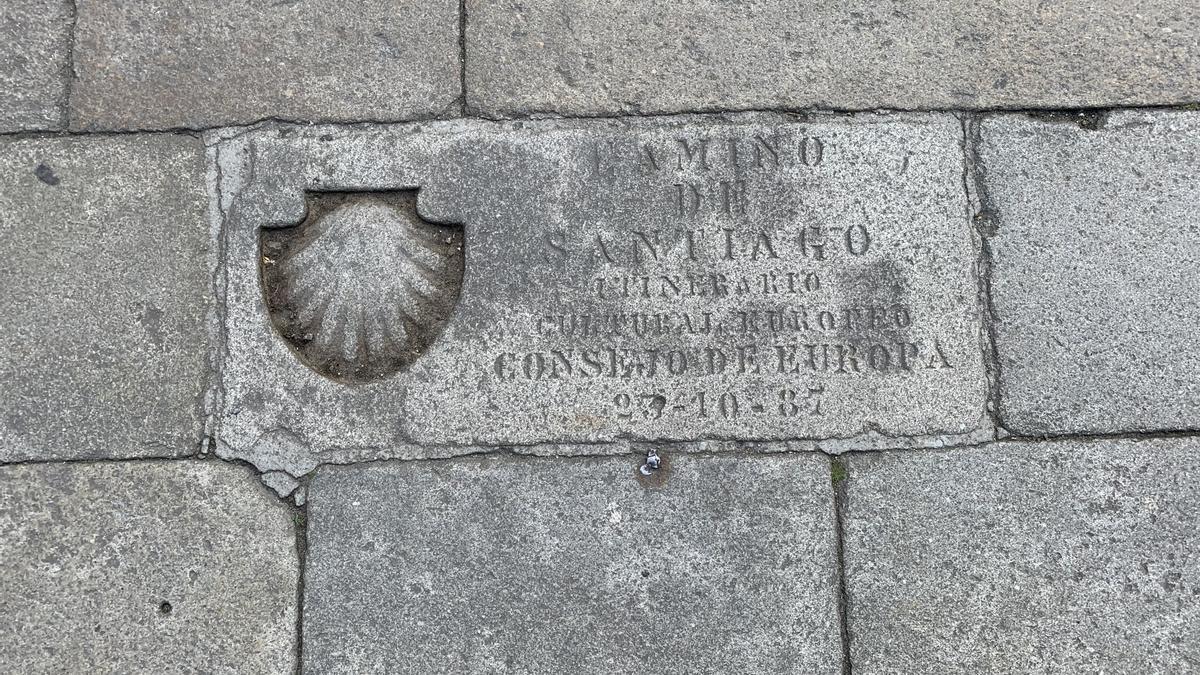 CAMINO
DE
SANTIAGO
ITINERARIO
CULTURAL EUROPEO
CONSEJO DE EUROPA
23-10-87